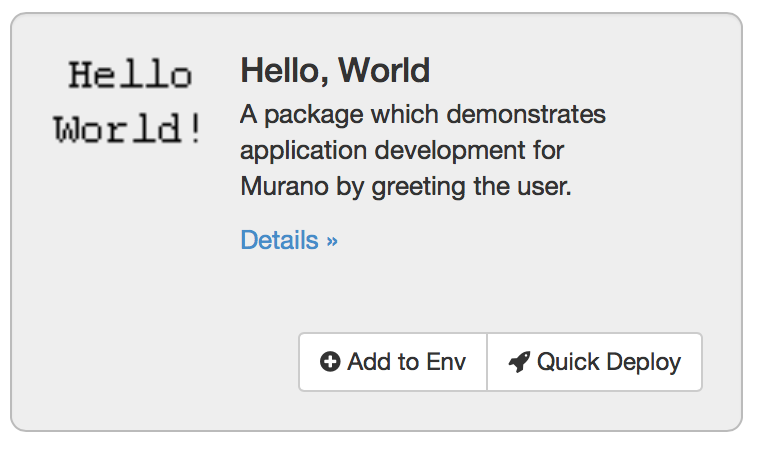 Hello
World!
Hello, World
A package which demonstrates
application development for
Murano by greeting the user.
Details »
Add to Env
Quick Deploy